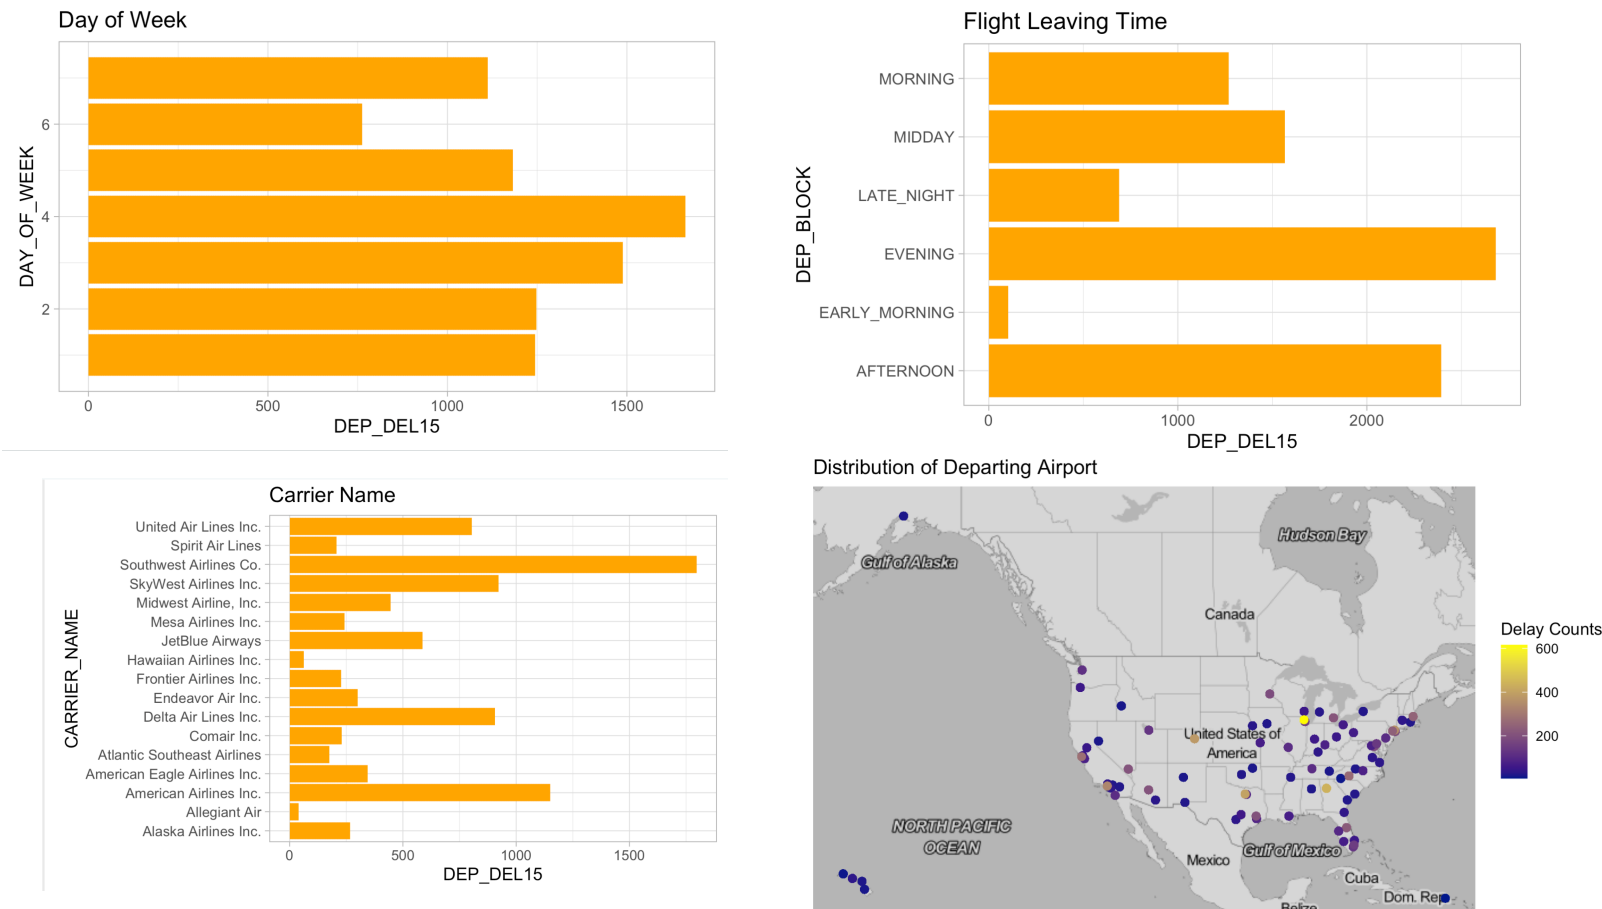 Day of Week
DAY_OF_WEEK
6
4
2
0 500 1000 1500
DEP_DEL15
Flight Leaving Time
DEP_BLOCK
MORNING
MIDDAY
LATE_NIGHT
EVENING
EARLY_MORNING
AFTERNOON
0 1000 2000
DEP_DEL15
Carrier Name
CARRIER_NAME
United Air Lines Inc.
Spirit Air Lines
Southwest Airlines Co.
SkyWest Airlines Inc.
Midwest Airline, Inc.
Mesa Airlines Inc.
JetBlue Airways
Hawaiian Airlines Inc.
Frontier Airlines Inc.
Endeavor Air Inc.
Delta Air Lines Inc.
Comair Inc.
Atlantic Southeast Airlines
American Eagle Airlines Inc.
American Airlines Inc.
Allegiant Air
Alaska Airlines Inc.
0 500 1000 1500
DEP_DEL15
Distribution of Departing Airport
Hudson Bay
Gulf of Alaska
Canada
United States of
America
NORTH PACIFIC
OCEAN
Mexico
Gulf of Mexico
Cuba
Dom. Rep
Belize
Delay Counts
600
400
200